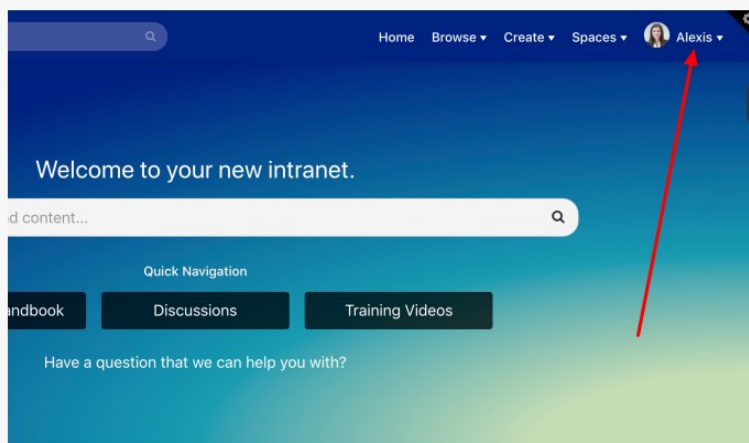 Home Browse Create Spaces Alexis
Welcome to your new intranet.
d content...
Quick Navigation
andbook Discussions Training Videos
Have a question that we can help you with?